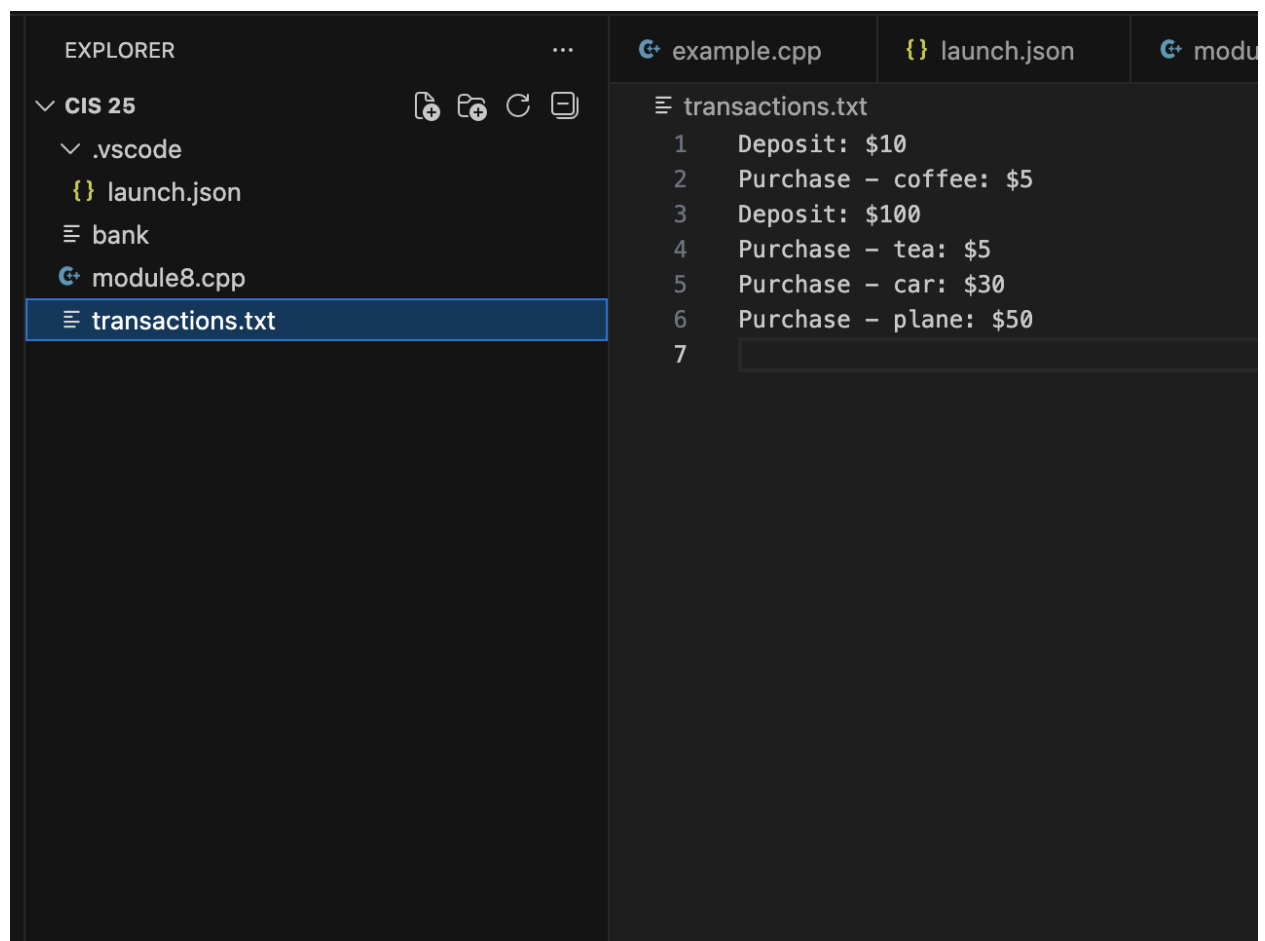 EXPLORER
CIS 25
.vscode
{} launch.json
bank
module8.cpp
transactions.txt
example.cpp
{} launch.json
modu
transactions.txt
1 Deposit: $10
2 Purchase – coffee: $5
3 Deposit: $100
4 Purchase – tea: $5
5 Purchase – car: $30
6 Purchase – plane: $50
7